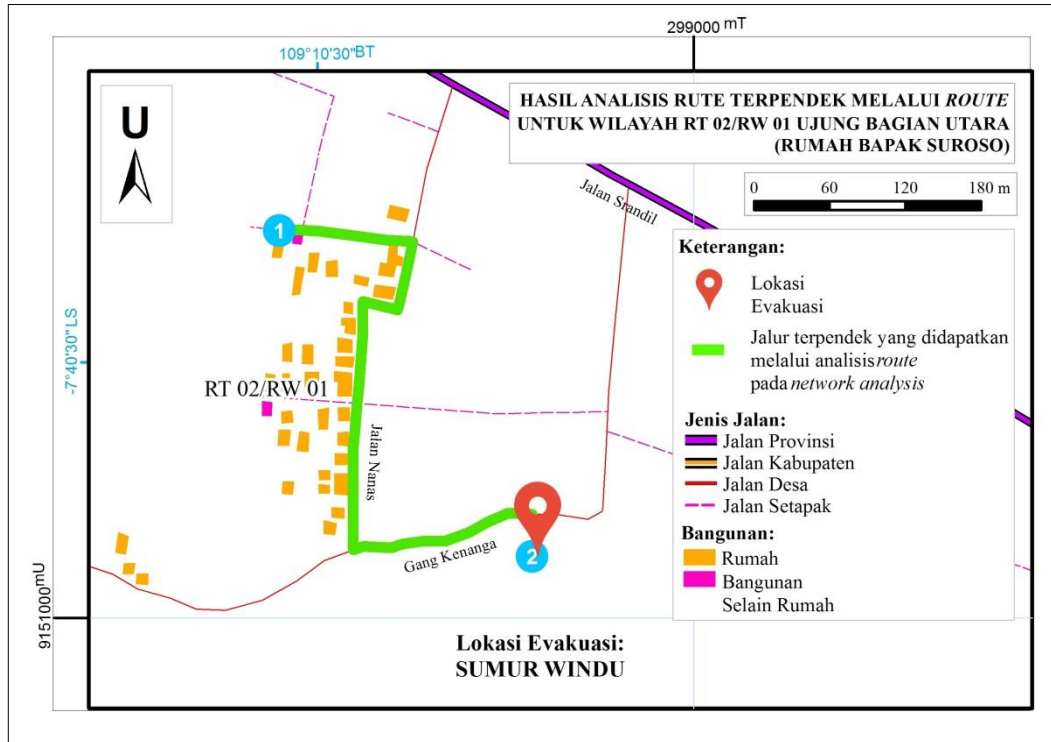 299000 mT
109°10'30" BT
U
HASIL ANALISIS RUTE TERPENDEK MELALUI ROUTE
UNTUK WILAYAH RT 02/RW 01 UJUNG BAGIAN UTARA
(RUMAH BAPAK SUROSO)
0 60 120 180 m
Jalan Srandil
1
Keterangan:
Lokasi
Evakuasi
Jalur terpendek yang didapatkan
melalui analisis route
pada network analysis
-7°40'30" LS
RT 02/RW 01
Jalan Nanas
Jenis Jalan:
Jalan Provinsi
Jalan Kabupaten
Jalan Desa
Jalan Setapak
Gang Kenanga
2
Bangunan:
Rumah
Bangunan
Selain Rumah
9151000 mU
Lokasi Evakuasi:
SUMUR WINDU